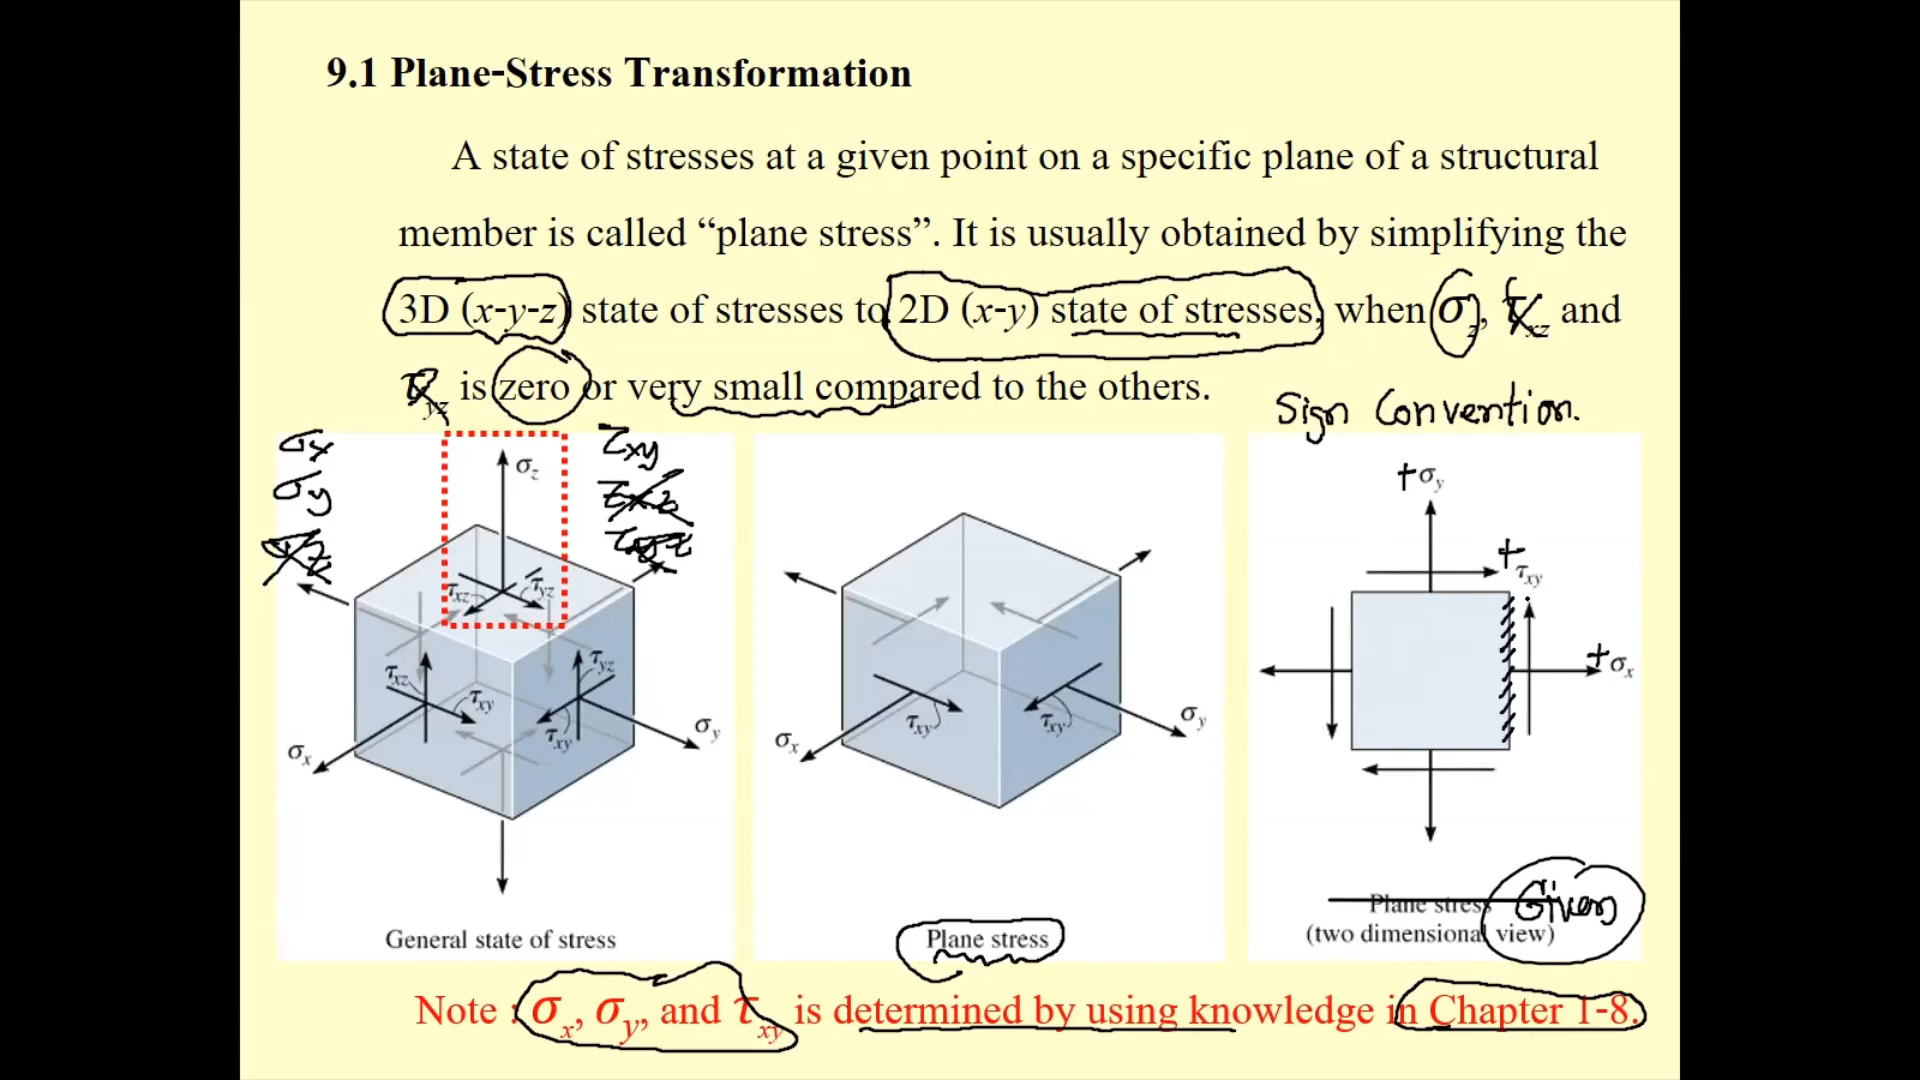 9.1 Plane-Stress Transformation
A state of stresses at a given point on a specific plane of a structural
member is called “plane stress”. It is usually obtained by simplifying the
3D (x-y-z) state of stresses to 2D (x-y) state of stresses, when σz, τxz and
τyz is zero or very small compared to the others.
Sign Convention.
σx
σy
σz
τxy
τxz
τyz
σz
τxz
τyz
τxz
τxy
τyz
τxy
σx
σy
General state of stress
σx
τxy
τxy
σy
Plane stress
+σy
+
τxy
+σx
Plane stress
Given
(two dimensional view)
Note : σx, σy, and τxy is determined by using knowledge in Chapter 1-8.